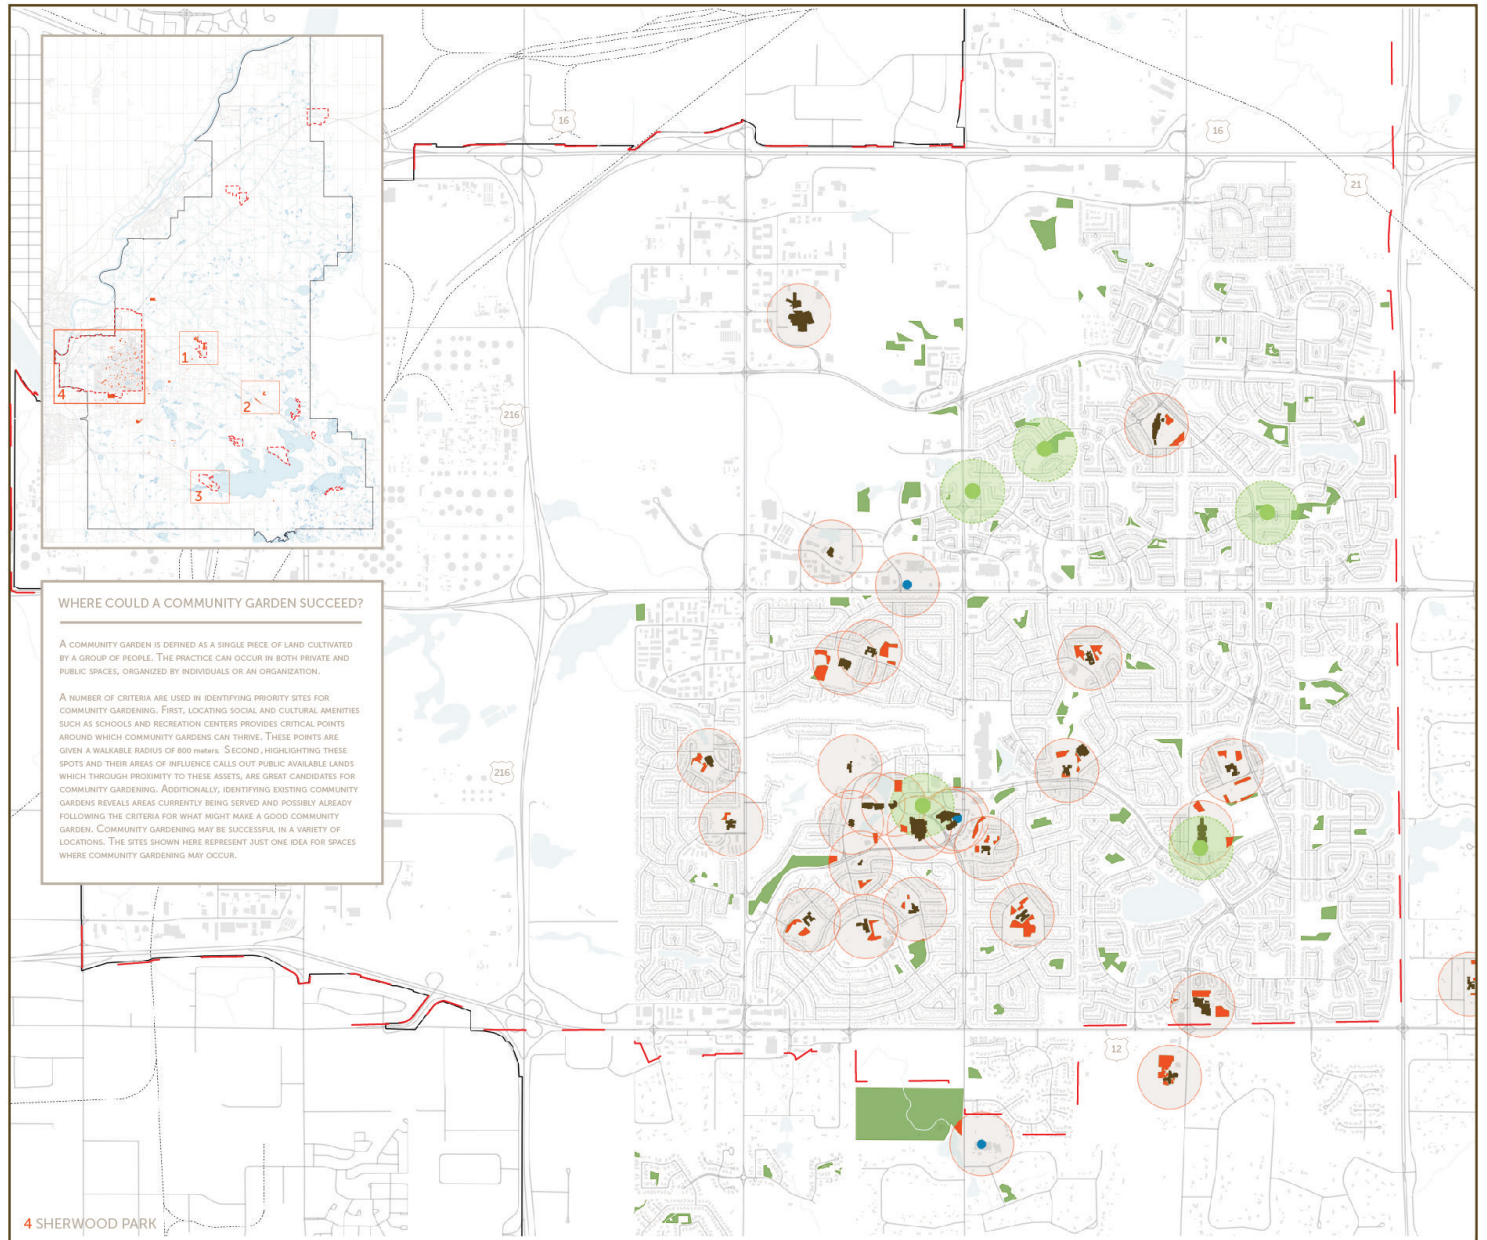 16
16
21
1
4
2
216
3
WHERE COULD A COMMUNITY GARDEN SUCCEED?
A COMMUNITY GARDEN IS DEFINED AS A SINGLE PIECE OF LAND CULTIVATED
BY A GROUP OF PEOPLE. THE PRACTICE CAN OCCUR IN BOTH PRIVATE AND
PUBLIC SPACES, ORGANIZED BY INDIVIDUALS OR AN ORGANIZATION.
A NUMBER OF CRITERIA ARE USED IN IDENTIFYING PRIORITY SITES FOR
COMMUNITY GARDENING. FIRST, LOCATING SOCIAL AND CULTURAL AMENITIES
SUCH AS SCHOOLS AND RECREATION CENTERS PROVIDES CRITICAL POINTS
AROUND WHICH COMMUNITY GARDENS CAN THRIVE. THESE POINTS ARE
GIVEN A WALKABLE RADIUS OF 800 meters. SECOND, HIGHLIGHTING THESE
SPOTS AND THEIR AREAS OF INFLUENCE CALLS OUT PUBLIC AVAILABLE LANDS
WHICH THROUGH PROXIMITY TO THESE ASSETS, ARE GREAT CANDIDATES FOR
COMMUNITY GARDENING. ADDITIONALLY, IDENTIFYING EXISTING COMMUNITY
GARDENS REVEALS AREAS CURRENTLY BEING SERVED AND POSSIBLY ALREADY
FOLLOWING THE CRITERIA FOR WHAT MIGHT MAKE A GOOD COMMUNITY
GARDEN. COMMUNITY GARDENING MAY BE SUCCESSFUL IN A VARIETY OF
LOCATIONS. THE SITES SHOWN HERE REPRESENT JUST ONE IDEA FOR SPACES
WHERE COMMUNITY GARDENING MAY OCCUR.
216
12
4 SHERWOOD PARK